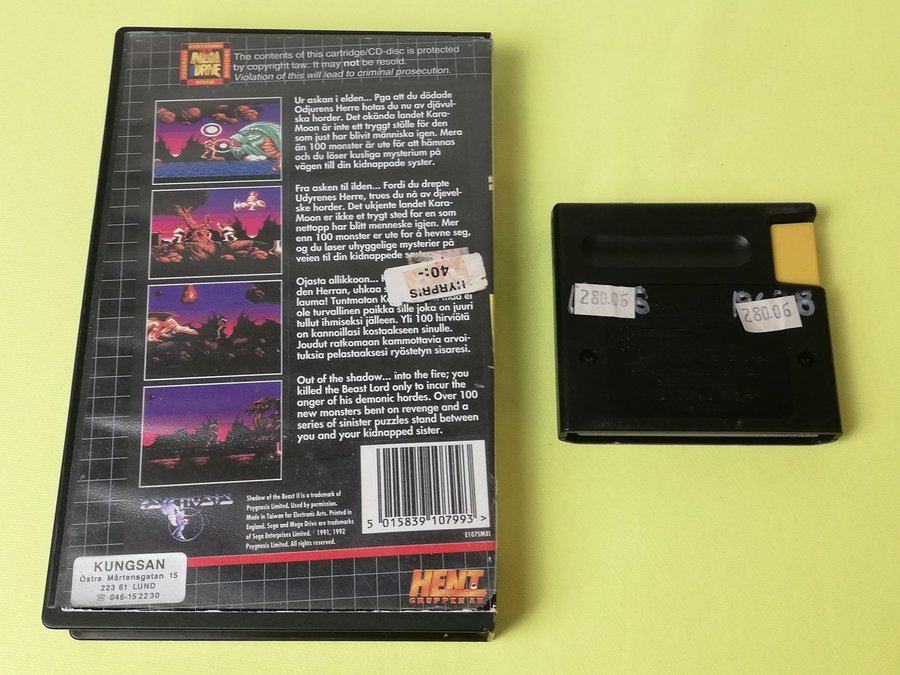 MEGA
DRIVE
The contents of this cartridge/CD-disc is protected
by copyright law. It may not be resold.
Violation of this will lead to criminal prosecution.
Ur askan i elden... Pga att du dödade
Odjurens Herre hotas du nu av djävul-
ska horder. Det okända landet Kara-
Moon är inte ett tryggt ställe för den
som just har blivit människa igen. Mera
än 100 monster är ute för att hämnas
och du löser kusliga mysterium på
vägen till din kidnappade syster.
Fra asken til ilden... Fordi du drepte
Udyrenes Herre, trues du nå av djevel-
ske horder. Det ukjente landet Kara-
Moon er ikke et trygt sted for en som
nettopp har blitt menneske igjen. Mer
enn 100 monster er ute for å hevne seg,
og du løser uhyggelige mysterier på
veien til din kidnappede
HYRPRIS
40:-
Ojasta allikkoon...
den Herran, uhkaa
lauma! Tuntmaton
ole turvallinen paikka sille joka on juuri
tullut ihmiseksi jälleen. Yli 100 hirviötä
on kannoillasi kostaakseen sinulle.
Joudut ratkomaan kammottavia arvoi-
tuksia pelastaaksesi ryöstetyn sisaresi.
Out of the shadow... into the fire; you
killed the Beast Lord only to incur the
anger of his demonic hordes. Over 100
new monsters bent on revenge and a
series of sinister puzzles stand between
you and your kidnapped sister.
PSYGNOSIS
Shadow of the Beast II is a trademark of
Psygnosis Limited. Used by permission.
Made in Taiwan for Electronic Arts. Printed in
England. Sega and Mega Drive are trademarks
of Sega Enterprises Limited. © 1991, 1992
Psygnosis Limited. All rights reserved.
5 015839 107993 >
E1075MXI
KUNGSAN
Östra Mårtensgatan 15
223 61 LUND
☎ 046-15 22 30
HENT
GRUPPEN AB
280.06
280.06